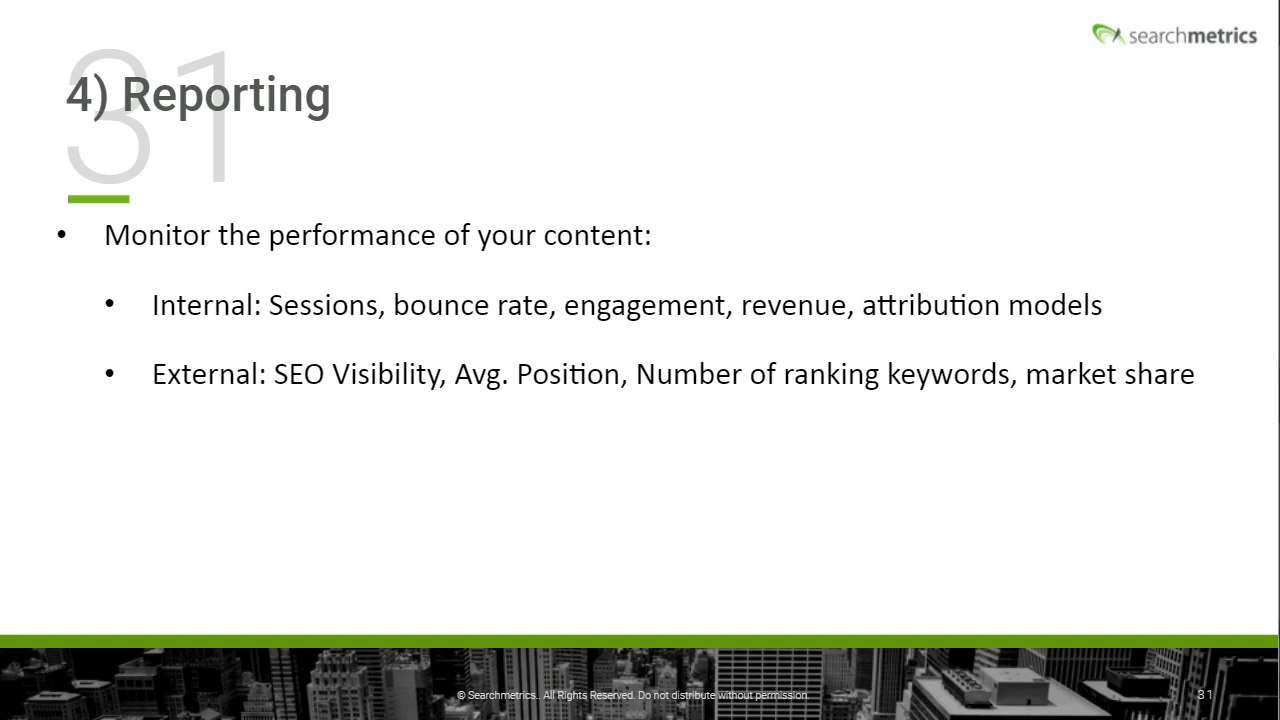 searchmetrics
31
4) Reporting
• Monitor the performance of your content:
• Internal: Sessions, bounce rate, engagement, revenue, attribution models
• External: SEO Visibility, Avg. Position, Number of ranking keywords, market share
© Searchmetrics.. All Rights Reserved. Do not distribute without permission.
31